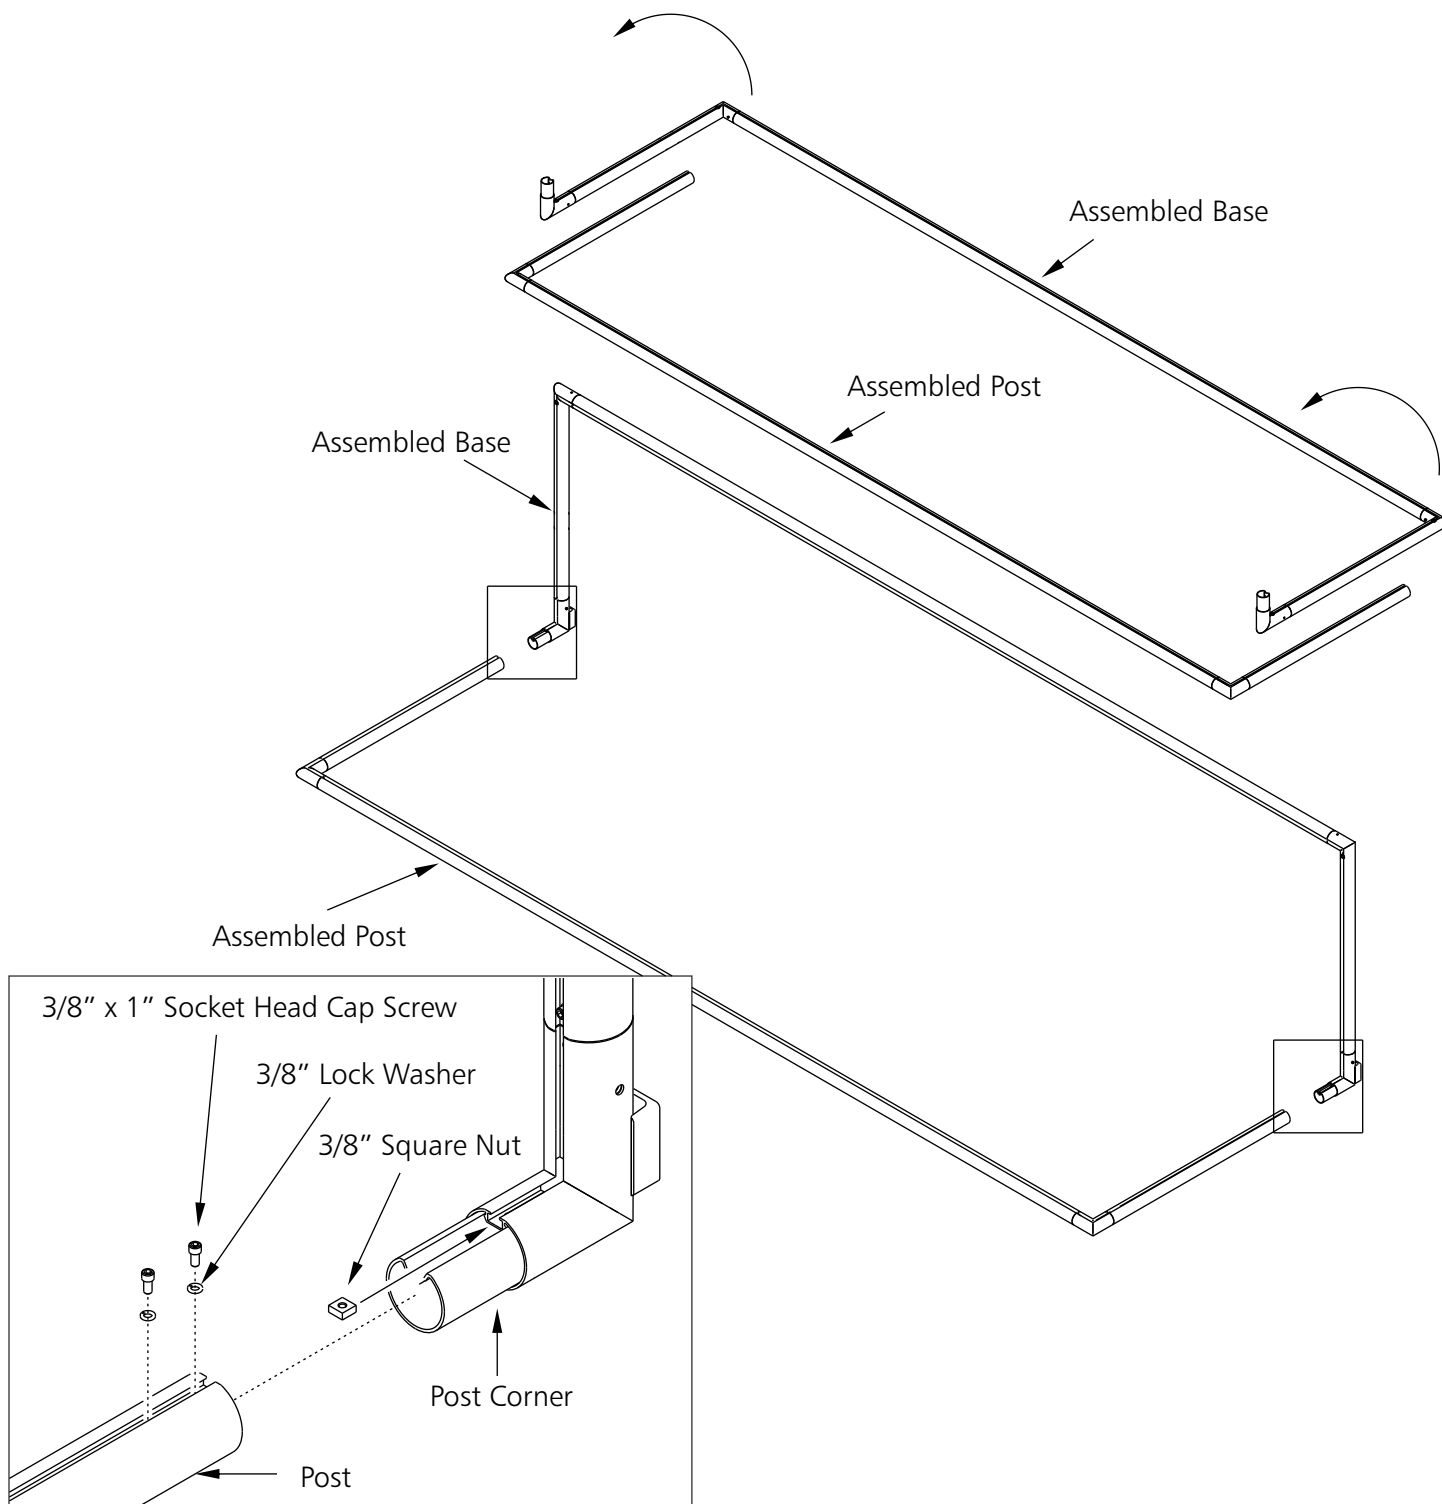 Assembled Base
Assembled Post
Assembled Base
Assembled Post
3/8” x 1” Socket Head Cap Screw
3/8” Lock Washer
3/8” Square Nut
Post Corner
Post